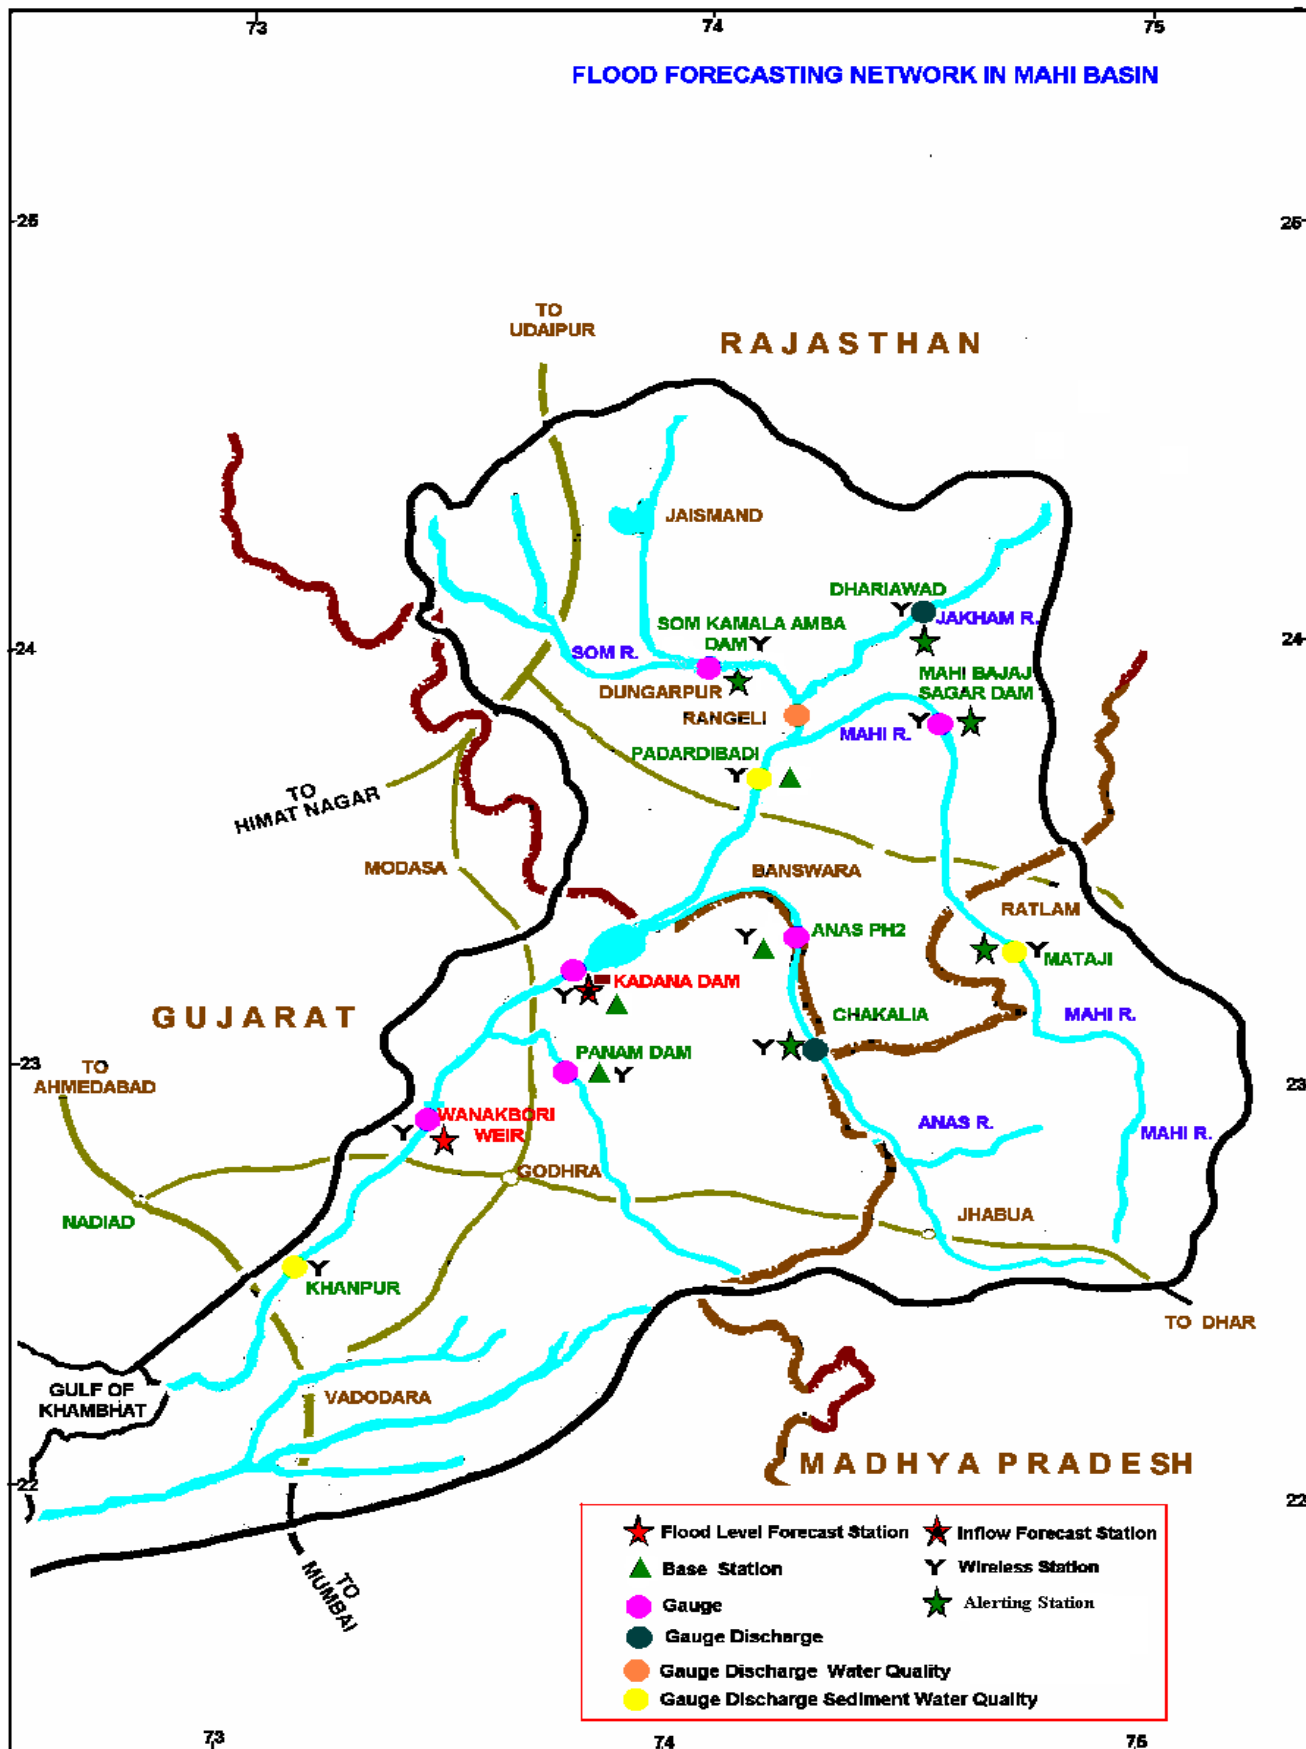 73
74
75
FLOOD FORECASTING NETWORK IN MAHI BASIN
25
25
TO
UDAIPUR
RAJASTHAN
JAISMAND
DHARIAWAD
JAKHAM R.
SOM KAMALA AMBA
DAM
24
24
SOM R.
MAHI BAJAJ
SAGAR DAM
DUNGARPUR
RANGELI
MAHI R.
PADARDIBADI
TO
HIMAT NAGAR
MODASA
BANSWARA
RATLAM
ANAS PH2
MATAJI
KADANA DAM
GUJARAT
CHAKALIA
MAHI R.
PANAM DAM
23
23
TO
AHMEDABAD
WANAKBORI
WEIR
ANAS R.
MAHI R.
GODHRA
NADIAD
JHABUA
KHANPUR
TO DHAR
GULF OF
KHAMBHAT
VADODARA
MADHYA PRADESH
22
22
TO
MUMBAI
Flood Level Forecast Station
Inflow Forecast Station
Base Station
Wireless Station
Gauge
Alerting Station
Gauge Discharge
Gauge Discharge Water Quality
Gauge Discharge Sediment Water Quality
73
74
75